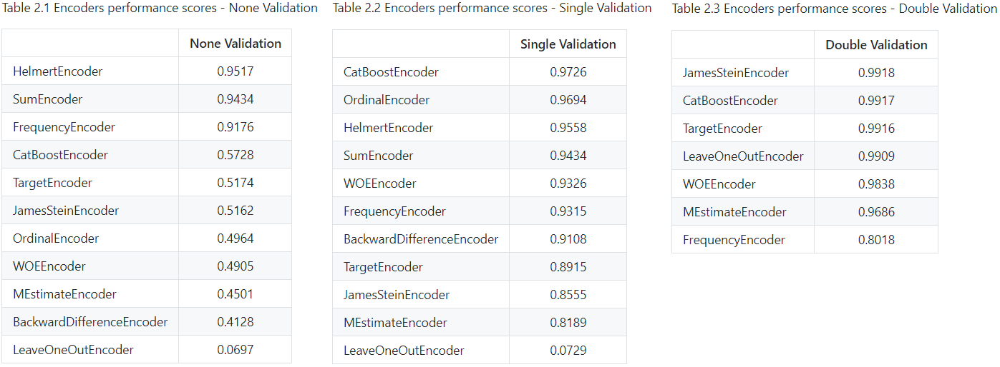 Table 2.1 Encoders performance scores - None Validation
None Validation
HelmertEncoder 0.9517
SumEncoder 0.9434
FrequencyEncoder 0.9176
CatBoostEncoder 0.5728
TargetEncoder 0.5174
JamesSteinEncoder 0.5162
OrdinalEncoder 0.4964
WOEEncoder 0.4905
MEstimateEncoder 0.4501
BackwardDifferenceEncoder 0.4128
LeaveOneOutEncoder 0.0697
Table 2.2 Encoders performance scores - Single Validation
Single Validation
CatBoostEncoder 0.9726
OrdinalEncoder 0.9694
HelmertEncoder 0.9558
SumEncoder 0.9434
WOEEncoder 0.9326
FrequencyEncoder 0.9315
BackwardDifferenceEncoder 0.9108
TargetEncoder 0.8915
JamesSteinEncoder 0.8555
MEstimateEncoder 0.8189
LeaveOneOutEncoder 0.0729
Table 2.3 Encoders performance scores - Double Validation
Double Validation
JamesSteinEncoder 0.9918
CatBoostEncoder 0.9917
TargetEncoder 0.9916
LeaveOneOutEncoder 0.9909
WOEEncoder 0.9838
MEstimateEncoder 0.9686
FrequencyEncoder 0.8018